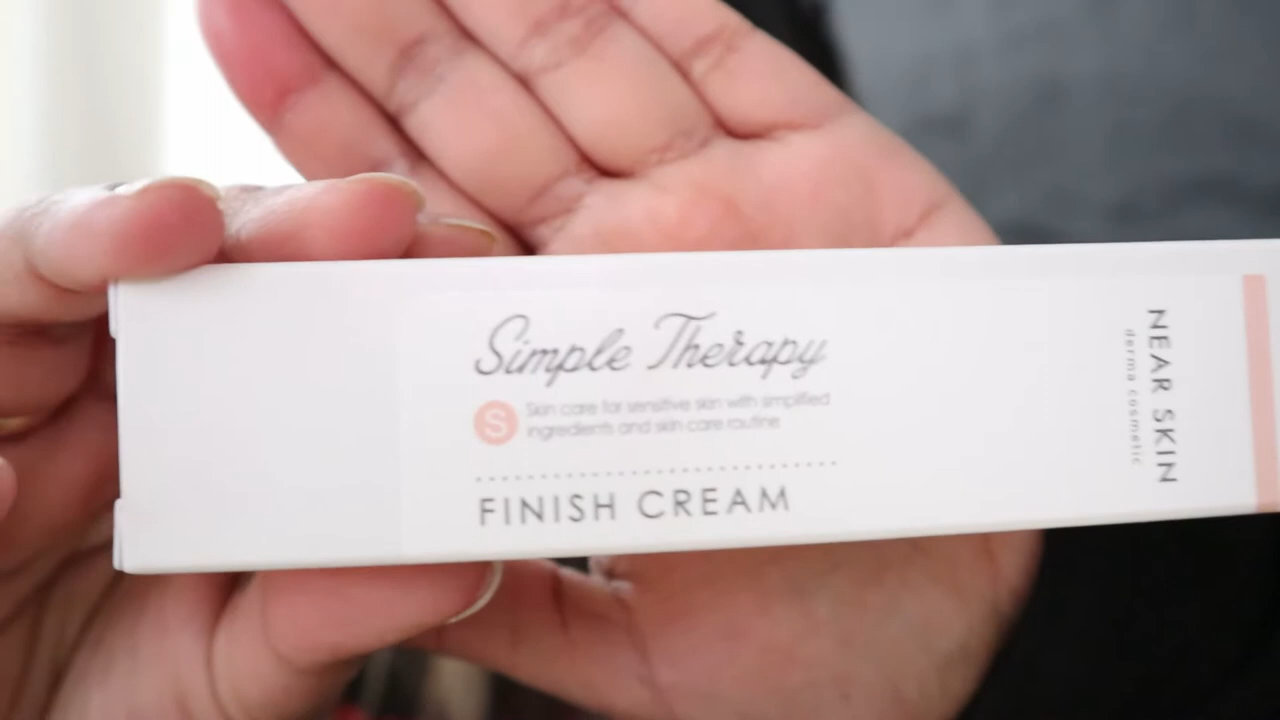 Simple Therapy
S
Skin care for sensitive skin with simplified
ingredients and skin care routine
FINISH CREAM
NEAR SKIN
derma cosmetic